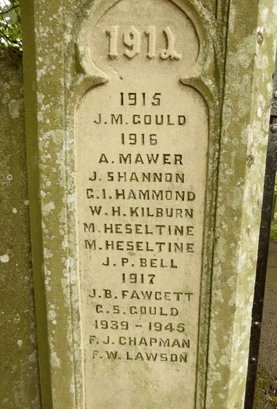 1914
1915
J. M. GOULD
1916
A. MAWER
J. SHANNON
G. I. HAMMOND
W. H. KILBURN
M. HESELTINE
M. HESELTINE
J. P. BELL
1917
J. B. FAWCETT
G. S. GOULD
1939 - 1945
F. J. CHAPMAN
F. W. LAWSON